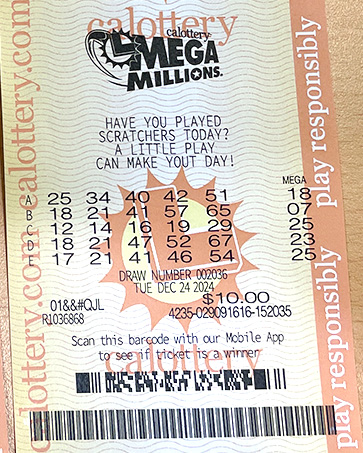 calottery
calottery
MEGA
MILLIONS
HAVE YOU PLAYED
SCRATCHERS TODAY?
A LITTLE PLAY
CAN MAKE YOUT DAY!
MEGA
A 25 34 40 42 51 18
B 18 21 41 57 65 07
C 12 14 16 19 29 25
D 18 21 47 52 67 23
E 17 21 41 46 54 25
DRAW NUMBER 002036
TUE DEC 24 2024
$10.00
01&&#QJL
R1036868
4235-029091616-152035
Scan this barcode with our Mobile App
to see if ticket is a winner
calottery
calottery.com
calottery.com
play responsibly
play responsibly